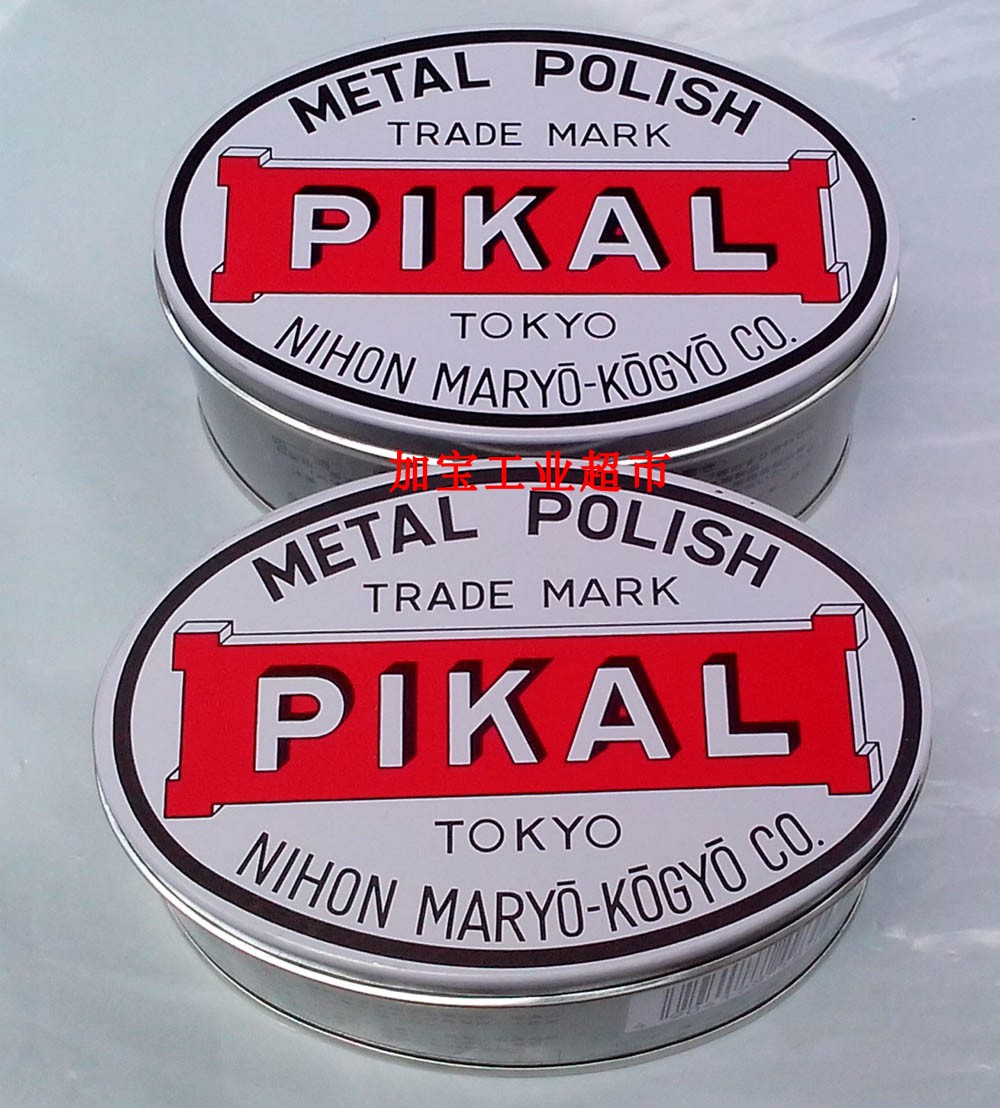 METAL POLISH
TRADE MARK
PIKAL
TOKYO
NIHON MARYŌ-KŌGYŌ CO.
加宝工业超市
METAL POLISH
TRADE MARK
PIKAL
TOKYO
NIHON MARYŌ-KŌGYŌ CO.